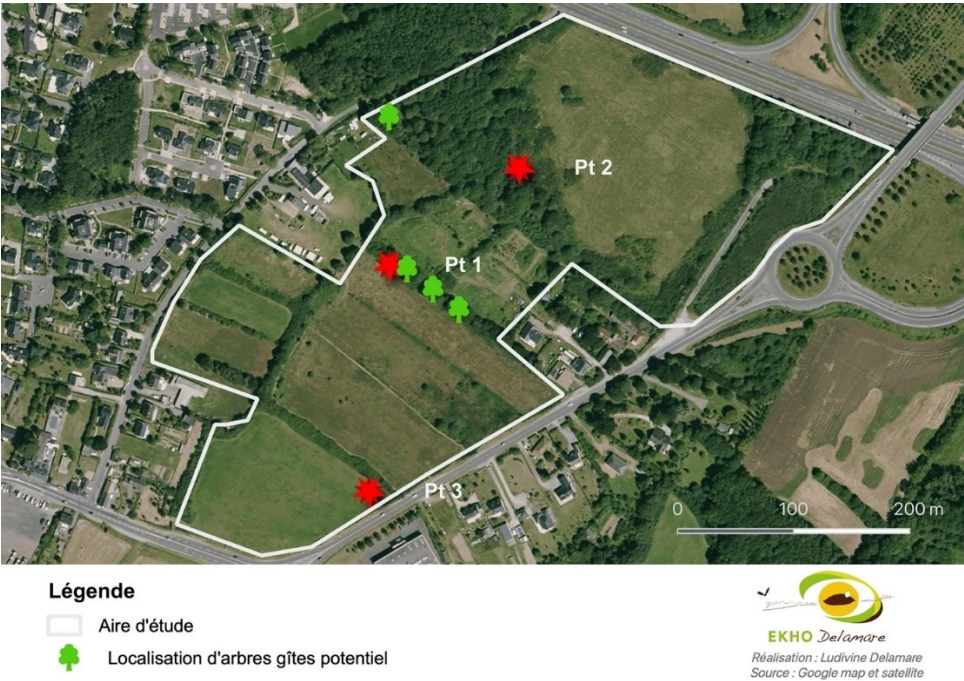 Pt 2
Pt 1
Pt 3
0 100 200 m
Légende
Aire d'étude
Localisation d'arbres gîtes potentiel
EKHO Delamare
Réalisation : Ludivine Delamare
Source : Google map et satellite